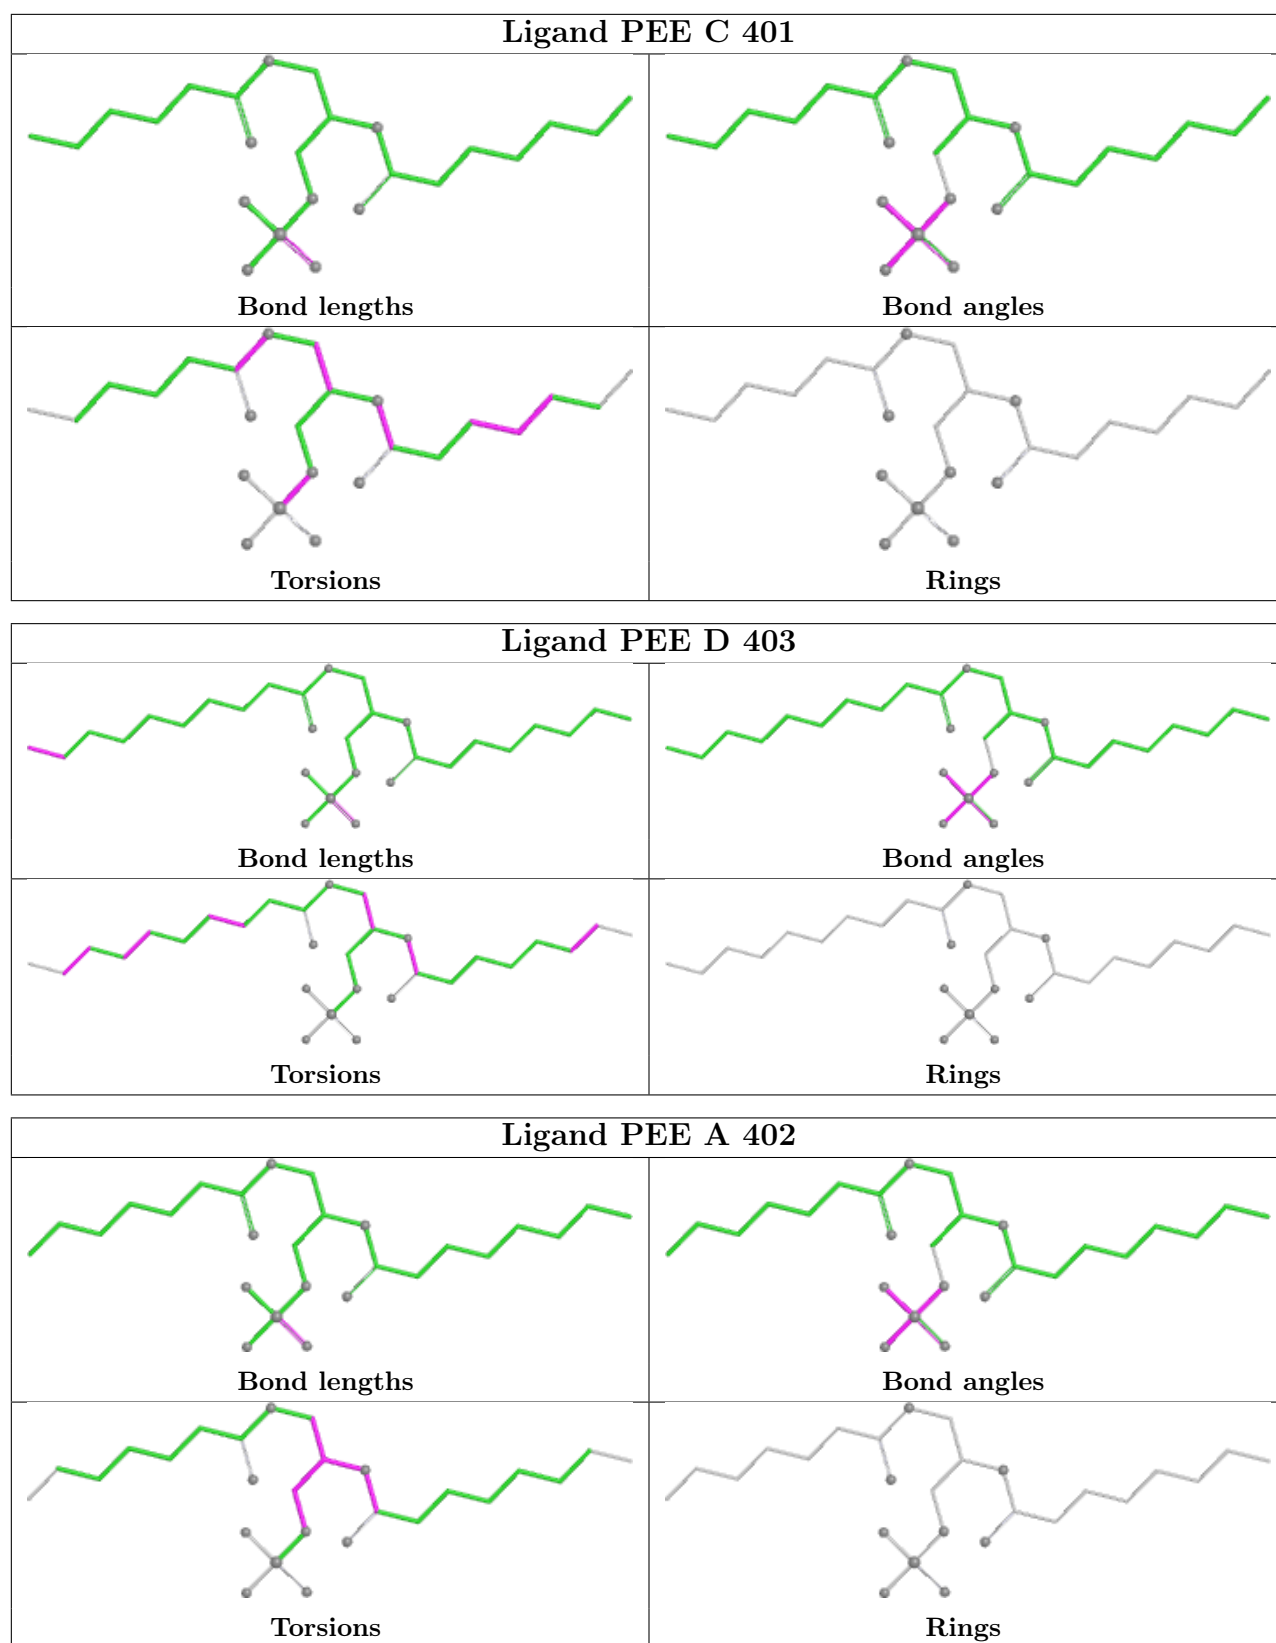 Ligand PEE C 401
Bond lengths
Bond angles
Torsions
Rings
Ligand PEE D 403
Bond lengths
Bond angles
Torsions
Rings
Ligand PEE A 402
Bond lengths
Bond angles
Torsions
Rings